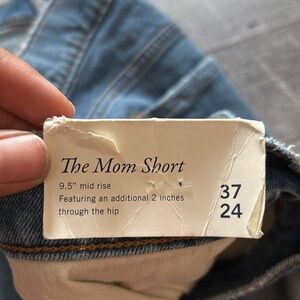 The Mom Short
9.5" mid rise
Featuring an additional 2 inches
through the hip
37
24